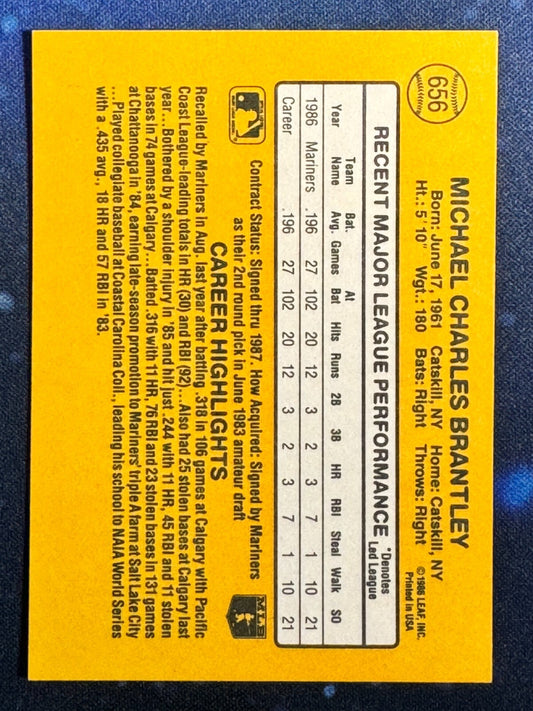 656
MICHAEL CHARLES BRANTLEY
Born: June 17, 1961 Catskill, NY Home: Catskill, NY
Ht.: 5' 10" Wgt.: 180 Bats: Right Throws: Right
© 1986 LEAF, INC.
Printed in USA
RECENT MAJOR LEAGUE PERFORMANCE
*Denotes
Led League
Year Team Name Bat. Avg. Games At Bat Hits Runs 2B 3B HR RBI Steal Walk SO
1986 Mariners .196 27 102 20 12 3 2 3 7 1 10 21
Career .196 27 102 20 12 3 2 3 7 1 10 21
Contract Status: Signed thru 1987. How Acquired: Signed by Mariners
as their 2nd round pick in June 1983 amateur draft
MLB
CAREER HIGHLIGHTS
Recalled by Mariners in Aug. last year after batting .318 in 106 games at Calgary with Pacific
Coast League-leading totals in HR (30) and RBI (92)...Also had 25 stolen bases at Calgary last
year...Bothered by a shoulder injury in '85 and hit just .244 with 11 HR, 45 RBI and 11 stolen
bases in 74 games at Calgary...Batted .316 with 11 HR, 76 RBI and 23 stolen bases in 131 games
at Chattanooga in '84, earning late-season promotion to Mariners' triple A farm at Salt Lake City
...Played collegiate baseball at Coastal Carolina Coll., leading his school to NAIA World Series
with a .435 avg., 18 HR and 57 RBI in '83.